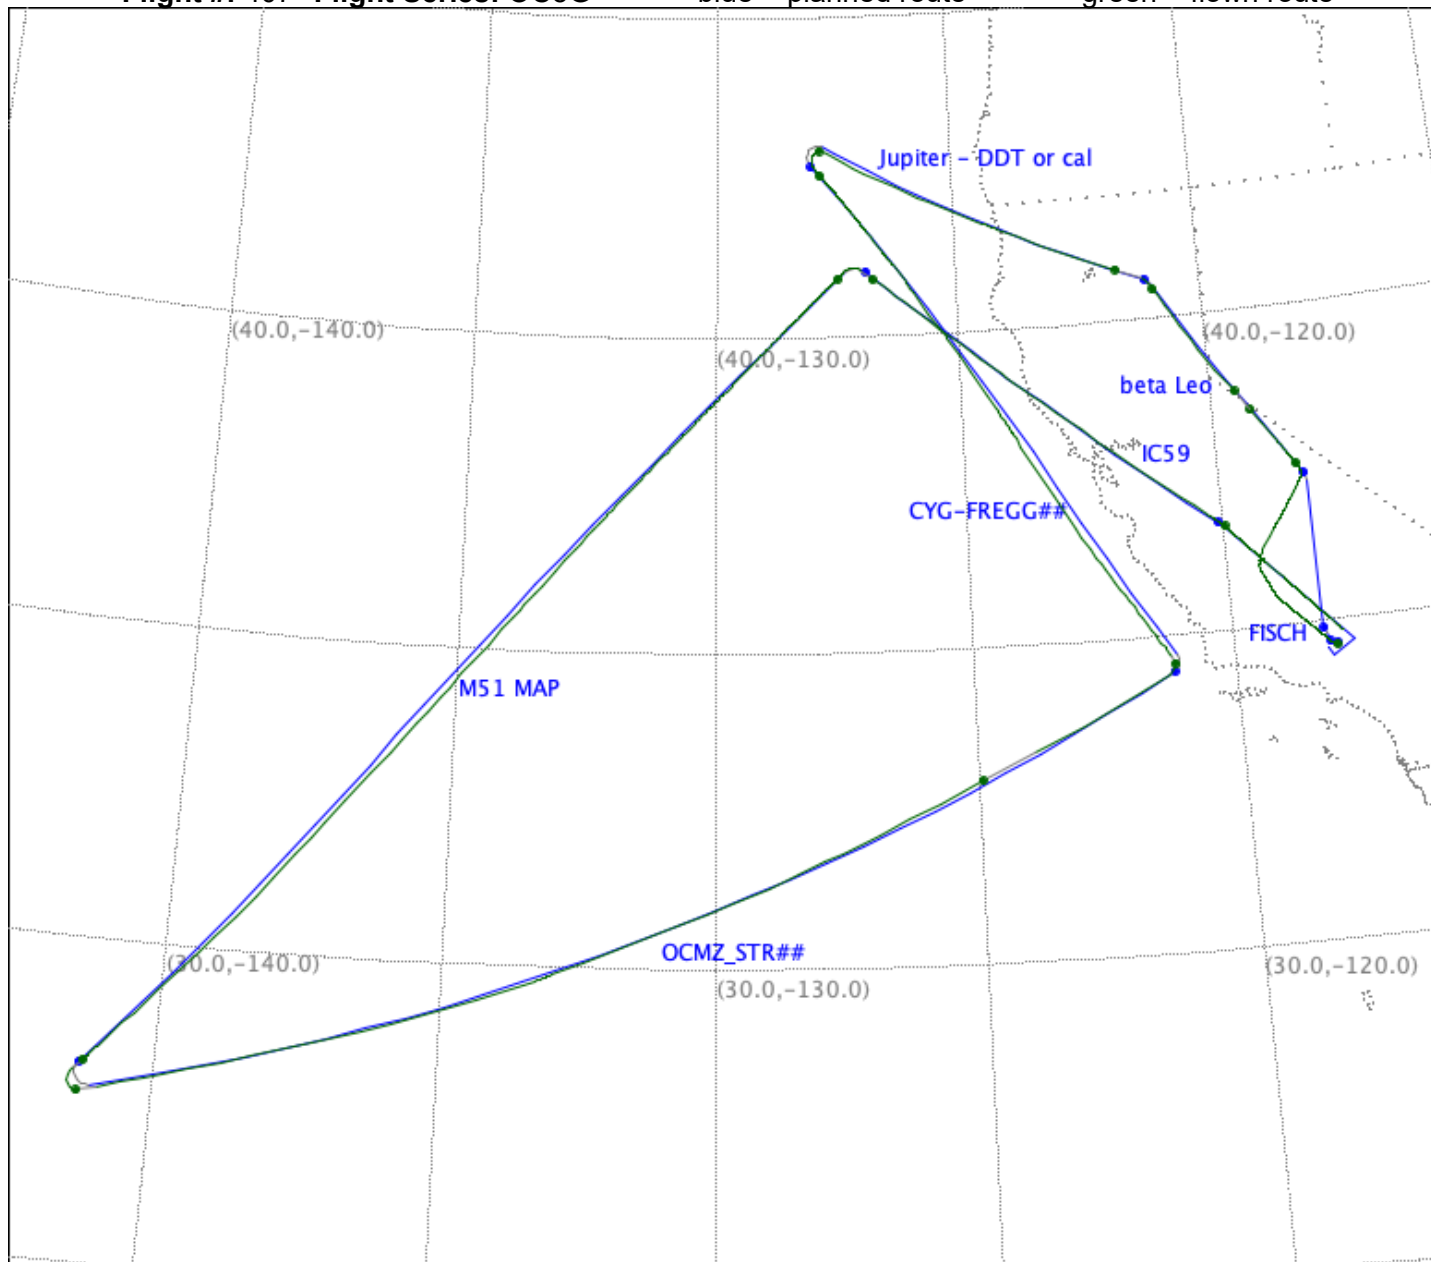 Jupiter - DDT or cal
(40.0,-140.0)
(40.0,-120.0)
(40.0,-130.0)
beta Leo
IC59
CYG-FREGG##
FISCH
M51 MAP
OCMZ_STR##
(30.0,-140.0)
(30.0,-120.0)
(30.0,-130.0)